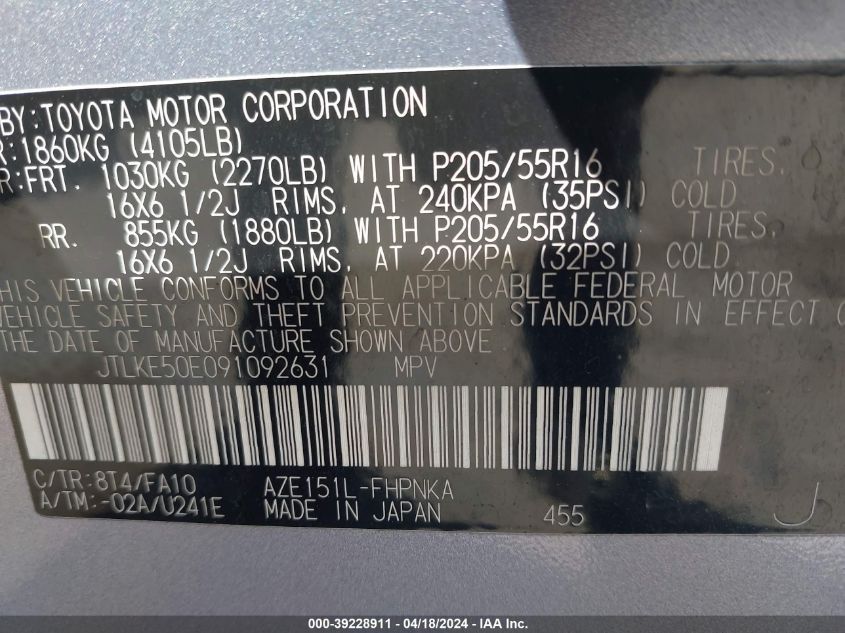 BY:TOYOTA MOTOR CORPORATION
R:1860KG (4105LB)
R:FRT. 1030KG (2270LB) WITH P205/55R16 TIRES,
16X6 1/2J RIMS, AT 240KPA (35PSI) COLD
RR. 855KG (1880LB) WITH P205/55R16 TIRES,
16X6 1/2J RIMS, AT 220KPA (32PSI) COLD
HIS VEHICLE CONFORMS TO ALL APPLICABLE FEDERAL MOTOR
VEHICLE SAFETY AND THEFT PREVENTION STANDARDS IN EFFECT O
THE DATE OF MANUFACTURE SHOWN ABOVE.
JTLKE50E091092631 MPV
C/TR:8T4/FA10 AZE151L-FHPNKA
A/TM:-02A/U241E MADE IN JAPAN 455 J
000-39228911 | 04/18/2024 - IAA Inc.